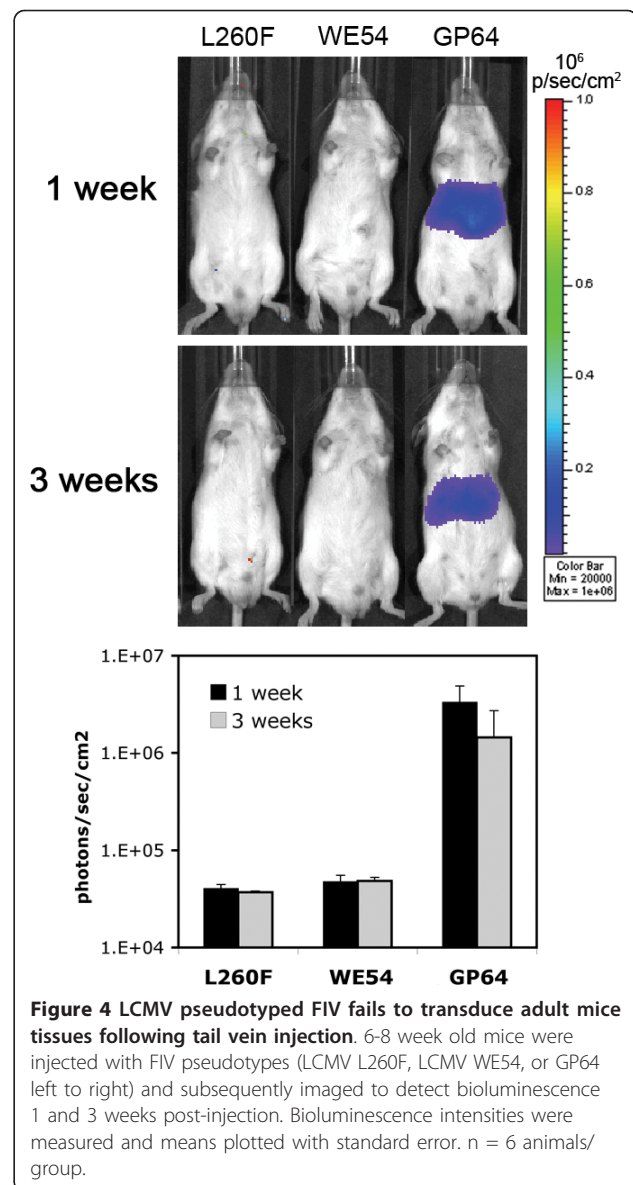 L260F WE54 GP64
10⁶
p/sec/cm²
1 week
3 weeks
1.0
0.8
0.6
0.4
0.2
Color Bar
Min = 20000
Max = 1e+06
1.E+07
1.E+06
1.E+05
1.E+04
photons/sec/cm2
1 week
3 weeks
L260F WE54 GP64
Figure 4 LCMV pseudotyped FIV fails to transduce adult mice
tissues following tail vein injection. 6-8 week old mice were
injected with FIV pseudotypes (LCMV L260F, LCMV WE54, or GP64
left to right) and subsequently imaged to detect bioluminescence
1 and 3 weeks post-injection. Bioluminescence intensities were
measured and means plotted with standard error. n = 6 animals/
group.